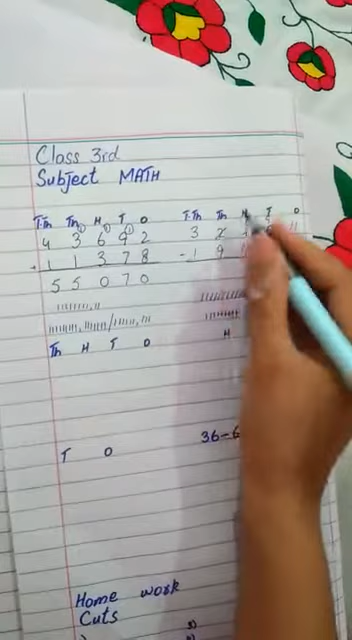 Class 3rd
Subject MATH
T.Th Th H T O T.Th Th H T O
4 3 6 9 2 3 2
+ 1 1 3 7 8 - 1 9
5 5 0 7 0
Th H T O H
T O 36-6
Home work
Cuts